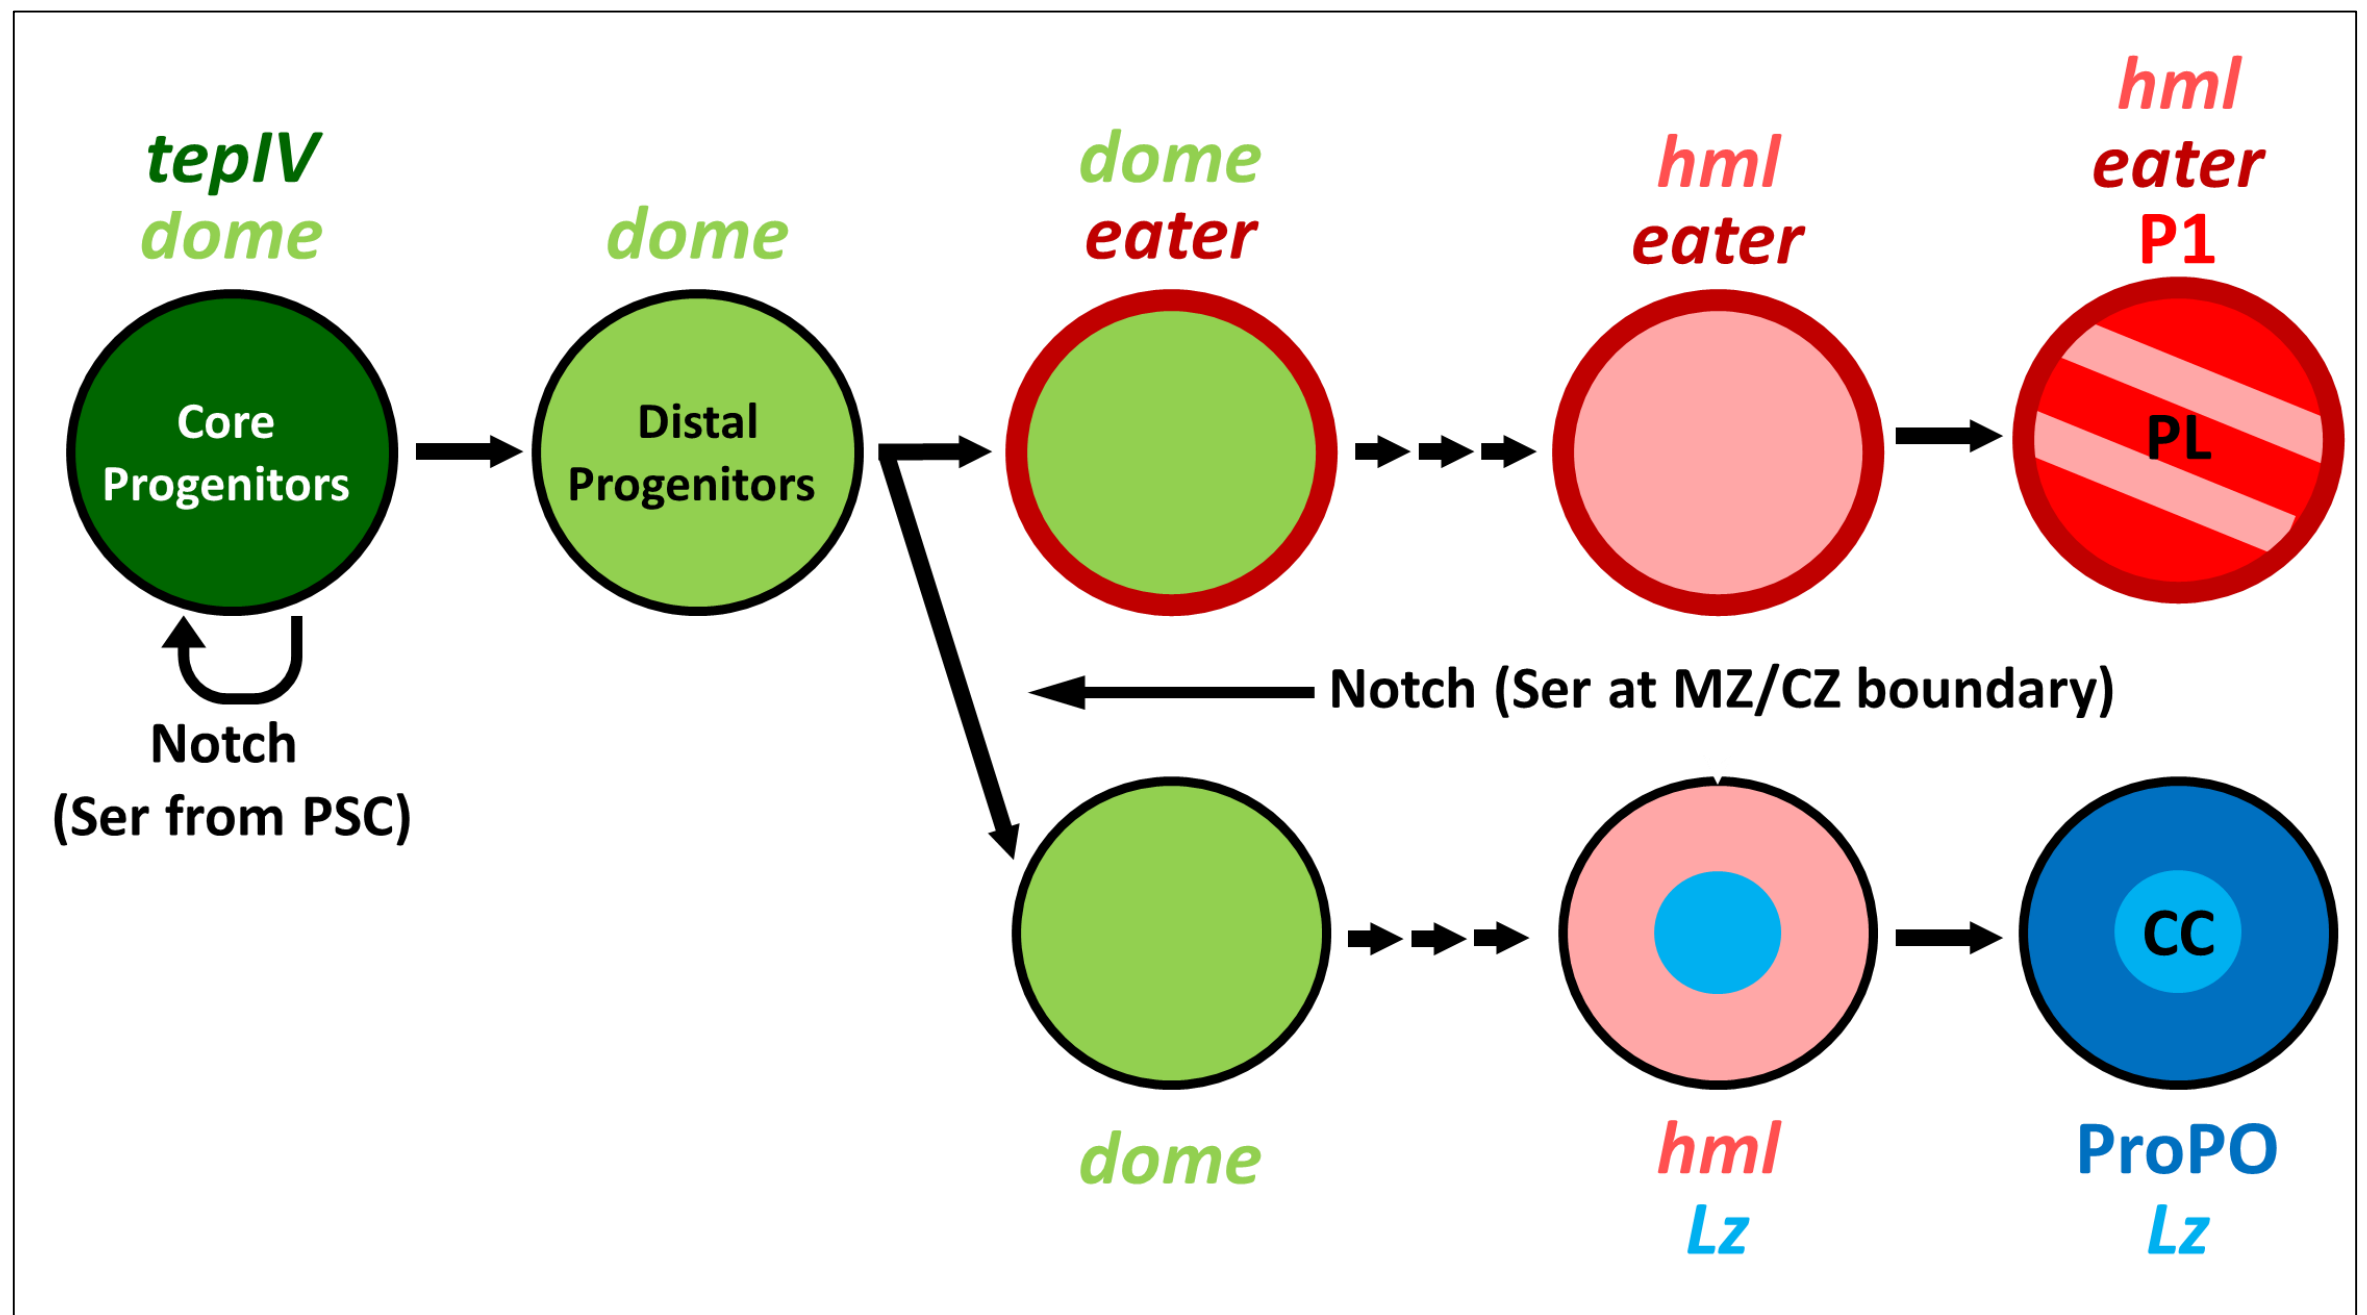 tepIV
dome
dome
dome
eater
hml
eater
hml
eater
P1
Core
Progenitors
Distal
Progenitors
PL
Notch
(Ser from PSC)
Notch (Ser at MZ/CZ boundary)
CC
dome
hml
Lz
ProPO
Lz